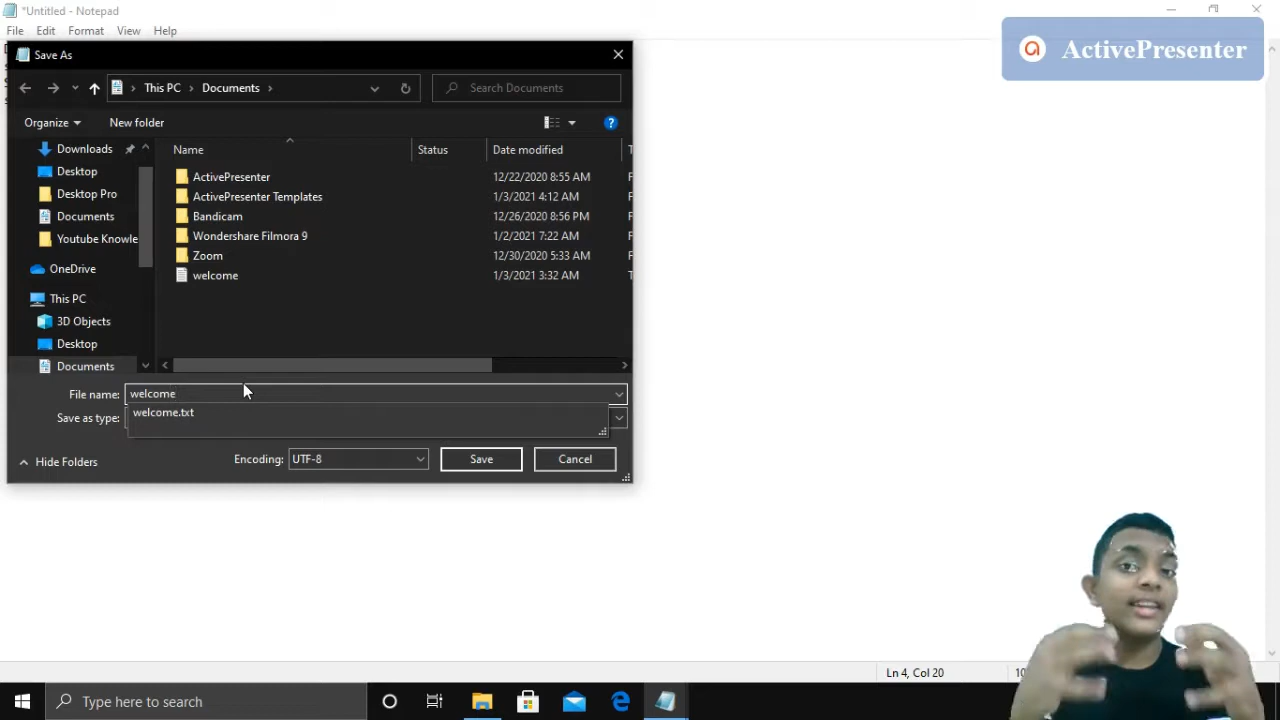 *Untitled - Notepad
File Edit Format View Help
ActivePresenter
Save As
This PC Documents
Search Documents
Organize New folder
Name Status Date modified
Downloads
Desktop
Desktop Pro
Documents
Youtube Knowle
OneDrive
This PC
3D Objects
Desktop
Documents
ActivePresenter 12/22/2020 8:55 AM
ActivePresenter Templates 1/3/2021 4:12 AM
Bandicam 12/26/2020 8:56 PM
Wondershare Filmora 9 1/2/2021 7:22 AM
Zoom 12/30/2020 5:33 AM
welcome 1/3/2021 3:32 AM
File name: welcome
welcome.txt
Save as type:
Hide Folders Encoding: UTF-8 Save Cancel
Ln 4, Col 20
Type here to search